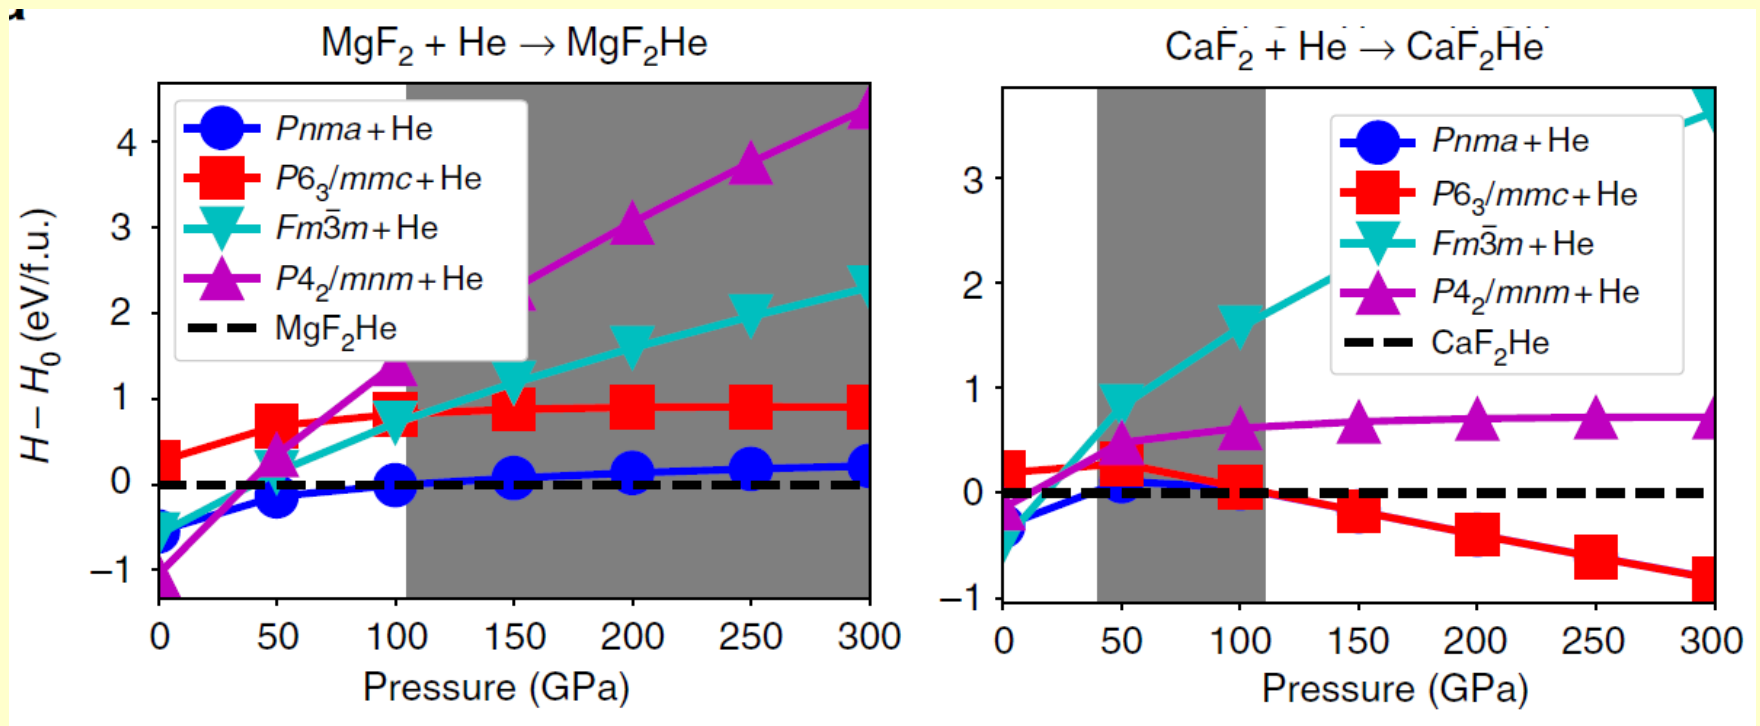 MgF₂ + He → MgF₂He
Pnma + He
P6₃/mmc + He
Fm3̄m + He
P4₂/mnm + He
MgF₂He
H – H₀ (eV/f.u.)
4
3
2
1
0
–1
0 50 100 150 200 250 300
Pressure (GPa)
CaF₂ + He → CaF₂He
Pnma + He
P6₃/mmc + He
Fm3̄m + He
P4₂/mnm + He
CaF₂He
3
2
1
0
–1
0 50 100 150 200 250 300
Pressure (GPa)